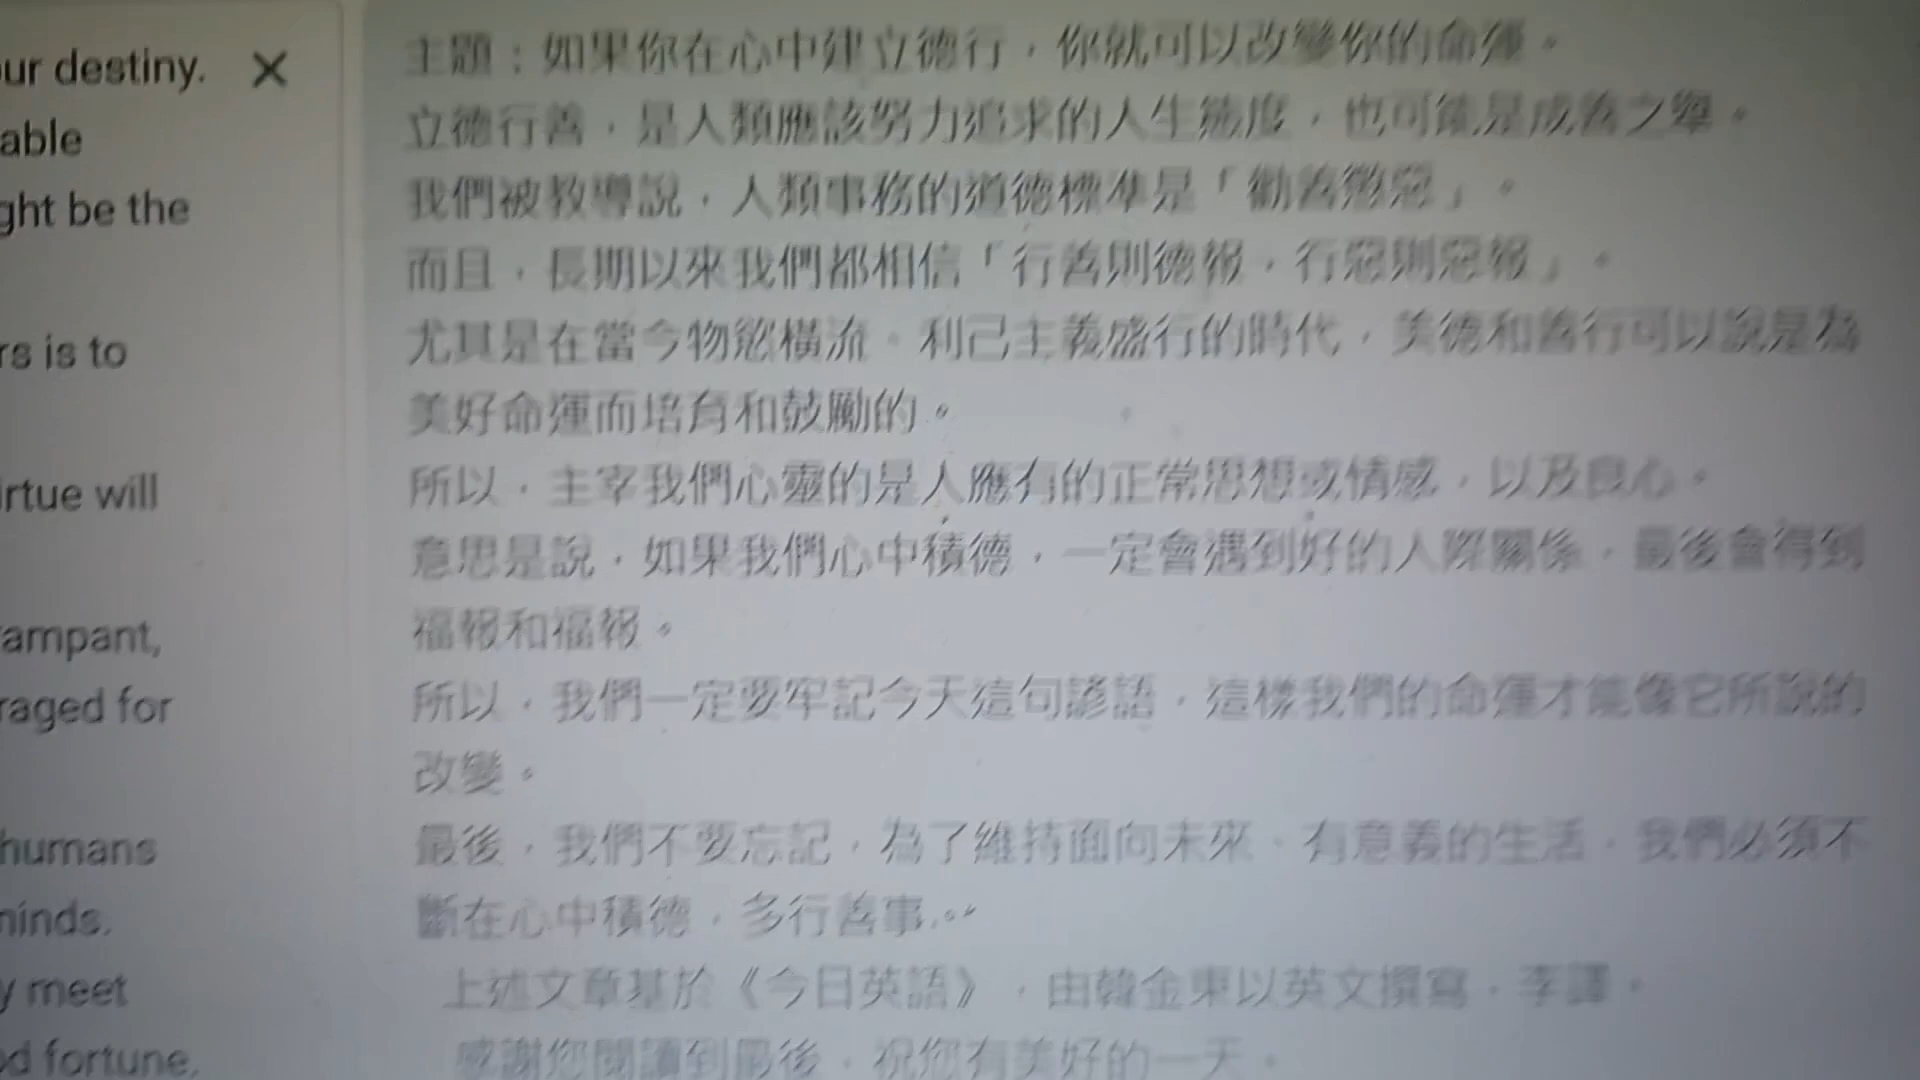 ur destiny. ×
able
ght be the
rs is to
irtue will
ampant,
raged for
humans
ninds.
y meet
d fortune.
主題：如果你在心中建立德行，你就可以改變你的命運。
立德行善，是人類應該努力追求的人生態度，也可能是成為之舉。
我們被教導說，人類事務的道德標準是「勸善懲惡」。
而且，長期以來我們都相信「行善則德報，行惡則惡報」。
尤其是在當今物慾橫流、利己主義盛行的時代，美德和善行可以說是為
美好命運而培育和鼓勵的。
所以，主宰我們心靈的是人應有的正常思想或情感，以及良心。
意思是說，如果我們心中積德，一定會遇到好的人際關係，最後會得到
福報和福報。
所以，我們一定要牢記今天這句諺語，這樣我們的命運才能像它所說的
改變。
最後，我們不要忘記，為了維持面向未來、有意義的生活，我們必須不
斷在心中積德，多行善事.。
上述文章基於《今日英語》，由韓金東以英文撰寫，李譯，
感謝您閱讀到最後，祝您有美好的一天。